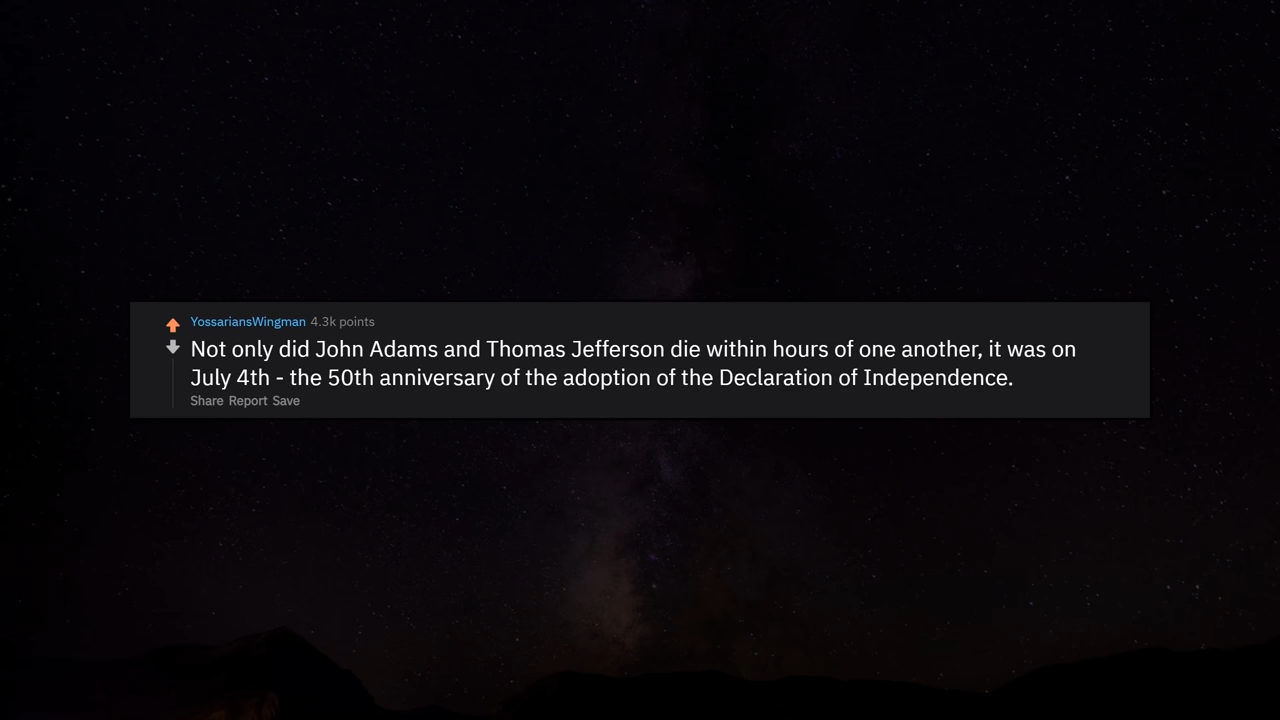 YossariansWingman 4.3k points
Not only did John Adams and Thomas Jefferson die within hours of one another, it was on
July 4th - the 50th anniversary of the adoption of the Declaration of Independence.
Share Report Save